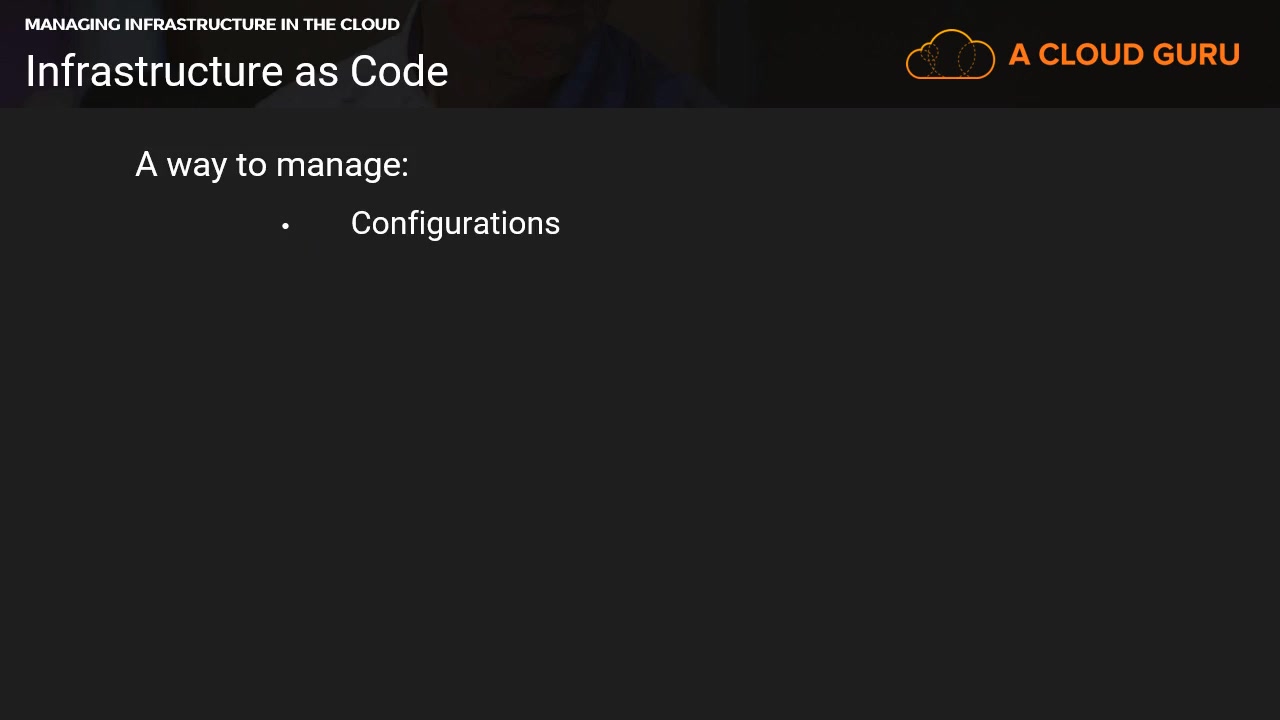 MANAGING INFRASTRUCTURE IN THE CLOUD
Infrastructure as Code
A CLOUD GURU
A way to manage:
• Configurations